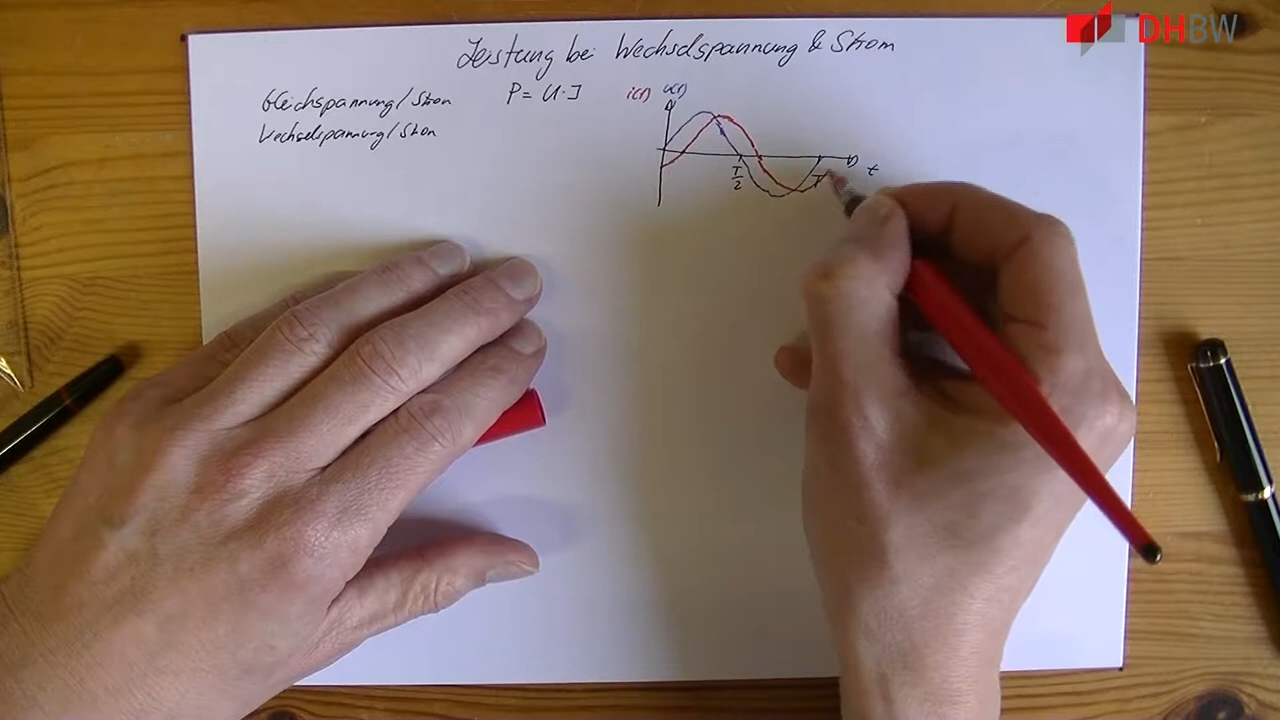 DHBW
Leistung bei Wechselspannung & Strom
Gleichspannung/Strom P = U·I i(t) u(t)
Wechselspannung/Strom
T/2 T t